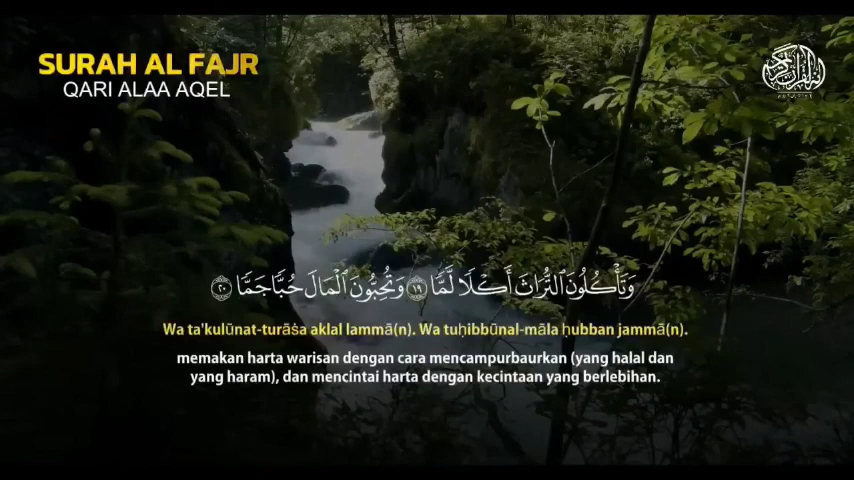 SURAH AL FAJR
QARI ALAA AQEL
القرآن الكريم
وَتَأْكُلُونَ ٱلتُّرَاثَ أَكْلًا لَّمًّا ۝١٩ وَتُحِبُّونَ ٱلْمَالَ حُبًّا جَمًّا ۝٢٠
Wa ta'kulūnat-turāṡa aklal lammā(n). Wa tuḥibbūnal-māla ḥubban jammā(n).
memakan harta warisan dengan cara mencampurbaurkan (yang halal dan
yang haram), dan mencintai harta dengan kecintaan yang berlebihan.